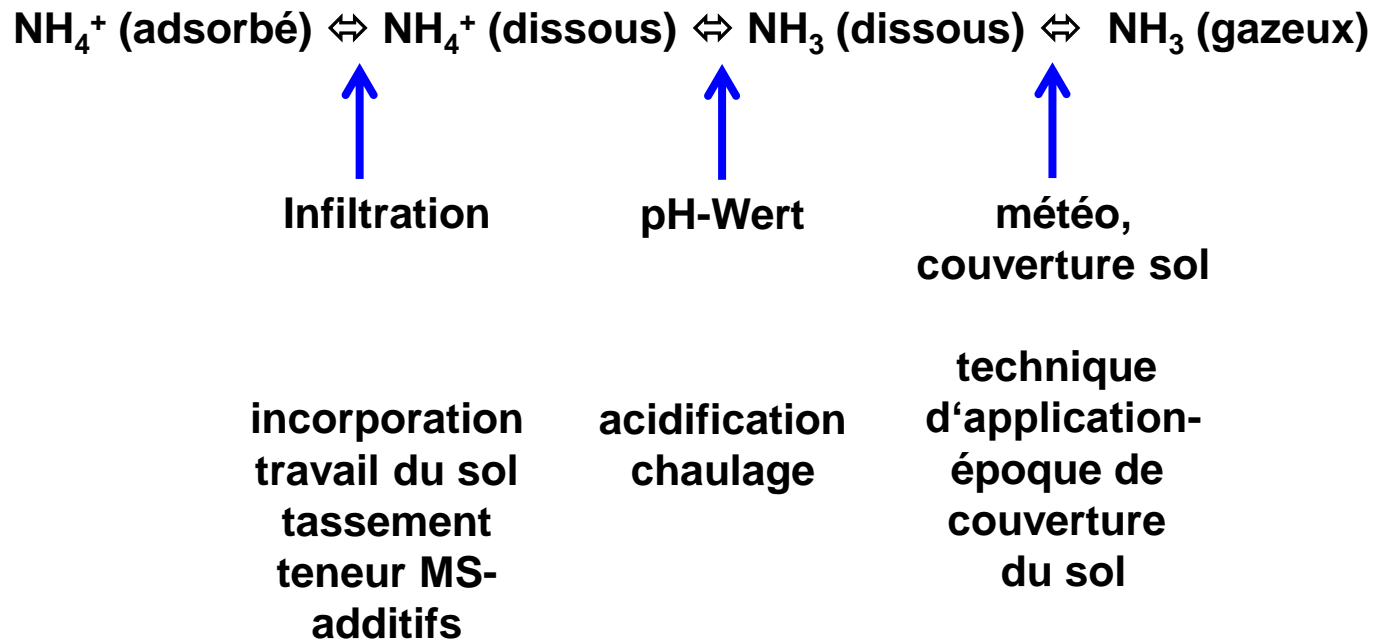 NH₄⁺ (adsorbé) ⇔ NH₄⁺ (dissous) ⇔ NH₃ (dissous) ⇔ NH₃ (gazeux)
Infiltration
pH-Wert
météo,
couverture sol
incorporation
travail du sol
tassement
teneur MS-
additifs
acidification
chaulage
technique
d‘application-
époque de
couverture
du sol